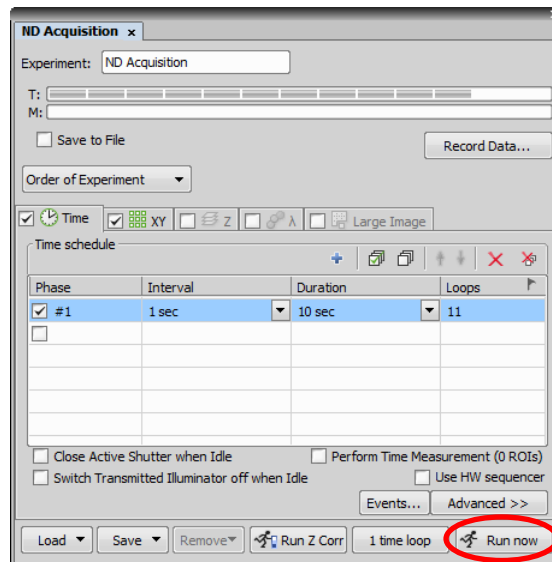 ND Acquisition x
Experiment: ND Acquisition
T:
M:
Save to File
Record Data...
Order of Experiment
Time XY Z λ Large Image
Time schedule
Phase Interval Duration Loops
#1 1 sec 10 sec 11
Close Active Shutter when Idle Perform Time Measurement (0 ROIs)
Switch Transmitted Illuminator off when Idle Use HW sequencer
Events... Advanced >>
Load Save Remove Run Z Corr 1 time loop Run now